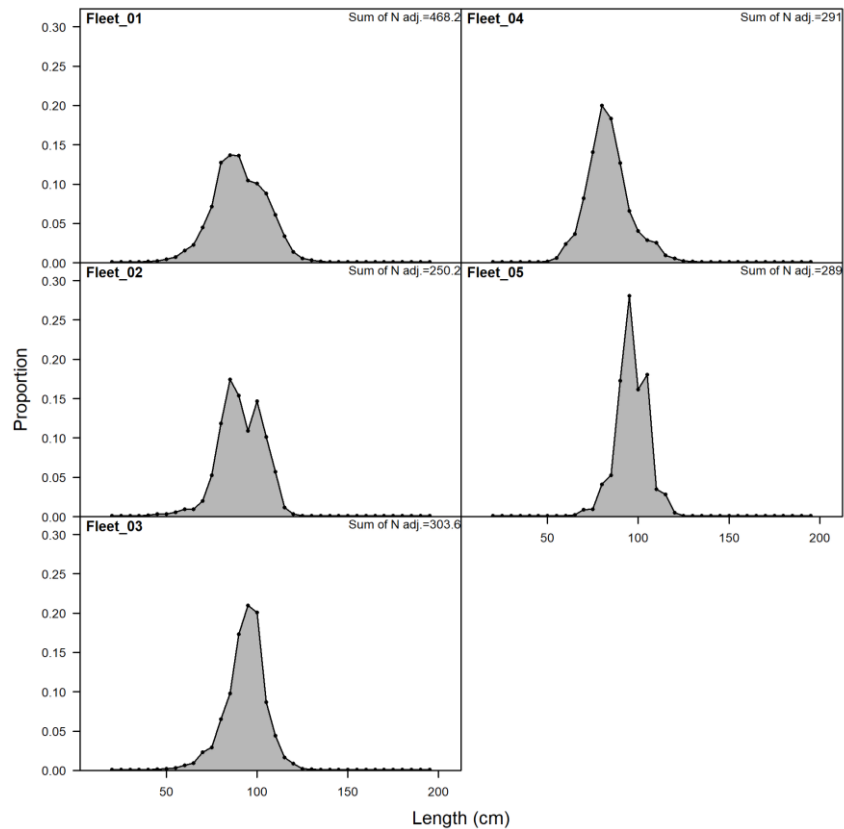 Fleet_01 Sum of N adj.=468.2
0.30
0.25
0.20
0.15
0.10
0.05
0.00
Fleet_04 Sum of N adj.=291
Fleet_02 Sum of N adj.=250.2
0.30
0.25
0.20
0.15
0.10
0.05
0.00
Fleet_05 Sum of N adj.=289
50 100 150 200
Fleet_03 Sum of N adj.=303.6
0.30
0.25
0.20
0.15
0.10
0.05
0.00
50 100 150 200
Proportion
Length (cm)